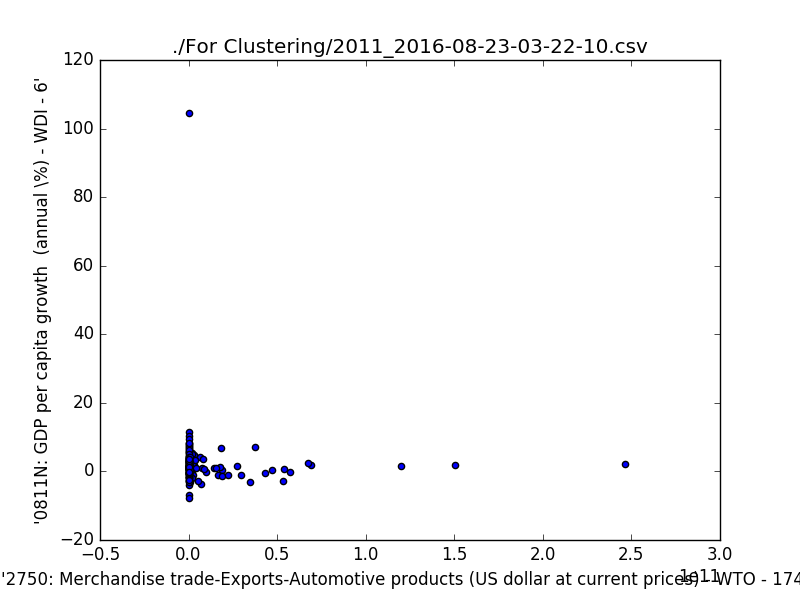 ./For Clustering/2011_2016-08-23-03-22-10.csv
120
100
80
60
40
20
0
−20
'0811N: GDP per capita growth  (annual \%) - WDI - 6'
−0.5 0.0 0.5 1.0 1.5 2.0 2.5 3.0
1e11
'2750: Merchandise trade-Exports-Automotive products (US dollar at current prices) - WTO - 174